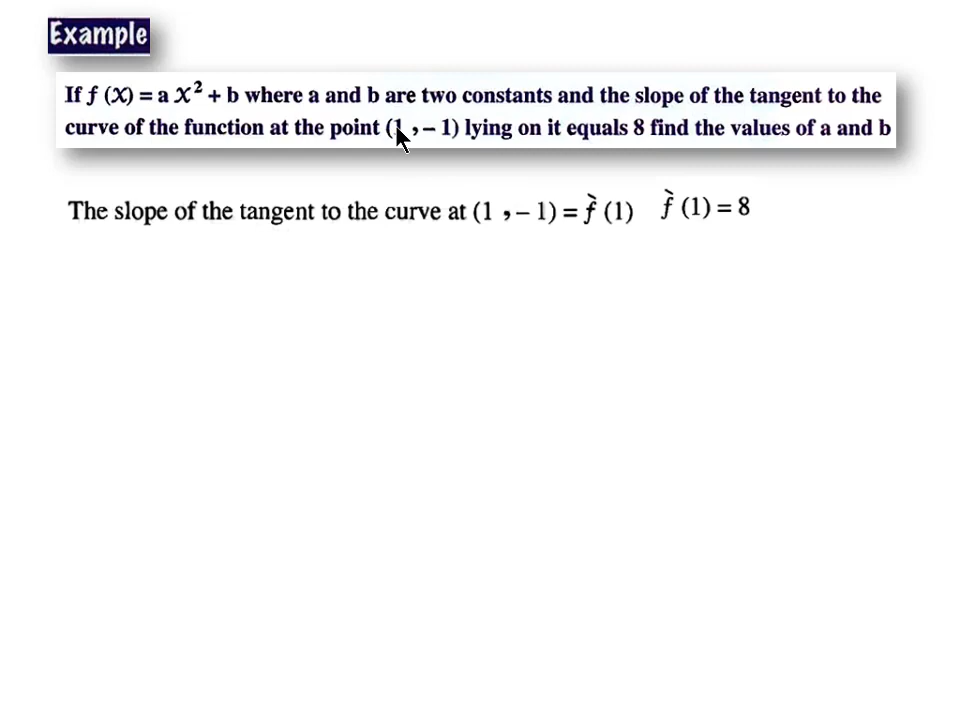 Example
If f (X) = a X² + b where a and b are two constants and the slope of the tangent to the
curve of the function at the point (1 , – 1) lying on it equals 8 find the values of a and b
The slope of the tangent to the curve at (1 , – 1) = f̀ (1) f̀ (1) = 8